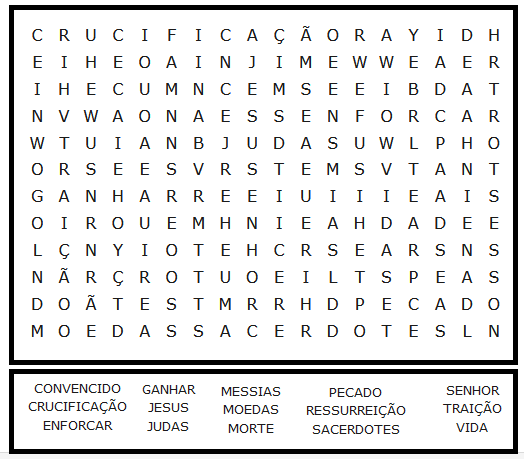 C R U C I F I C A Ç Ã O R A Y I D H
E I H E O A I N J I M E W W E A E R
I H E C U M N C E M S E E I B D A T
N V W A O N A E S S E N F O R C A R
W T U I A N B J U D A S U W L P H O
O R S E E S V R S T E M S V T A N T
G A N H A R R E E I U I I I E A I S
O I R O U E M H N I E A H D A D E E
L Ç N Y I O T E H C R S E A R S N S
N Ã R Ç R O T U O E I L T S P E A S
D O Ã T E S T M R R H D P E C A D O
M O E D A S S A C E R D O T E S L N
CONVENCIDO GANHAR MESSIAS PECADO SENHOR
CRUCIFICAÇÃO JESUS MOEDAS RESSURREIÇÃO TRAIÇÃO
ENFORCAR JUDAS MORTE SACERDOTES VIDA